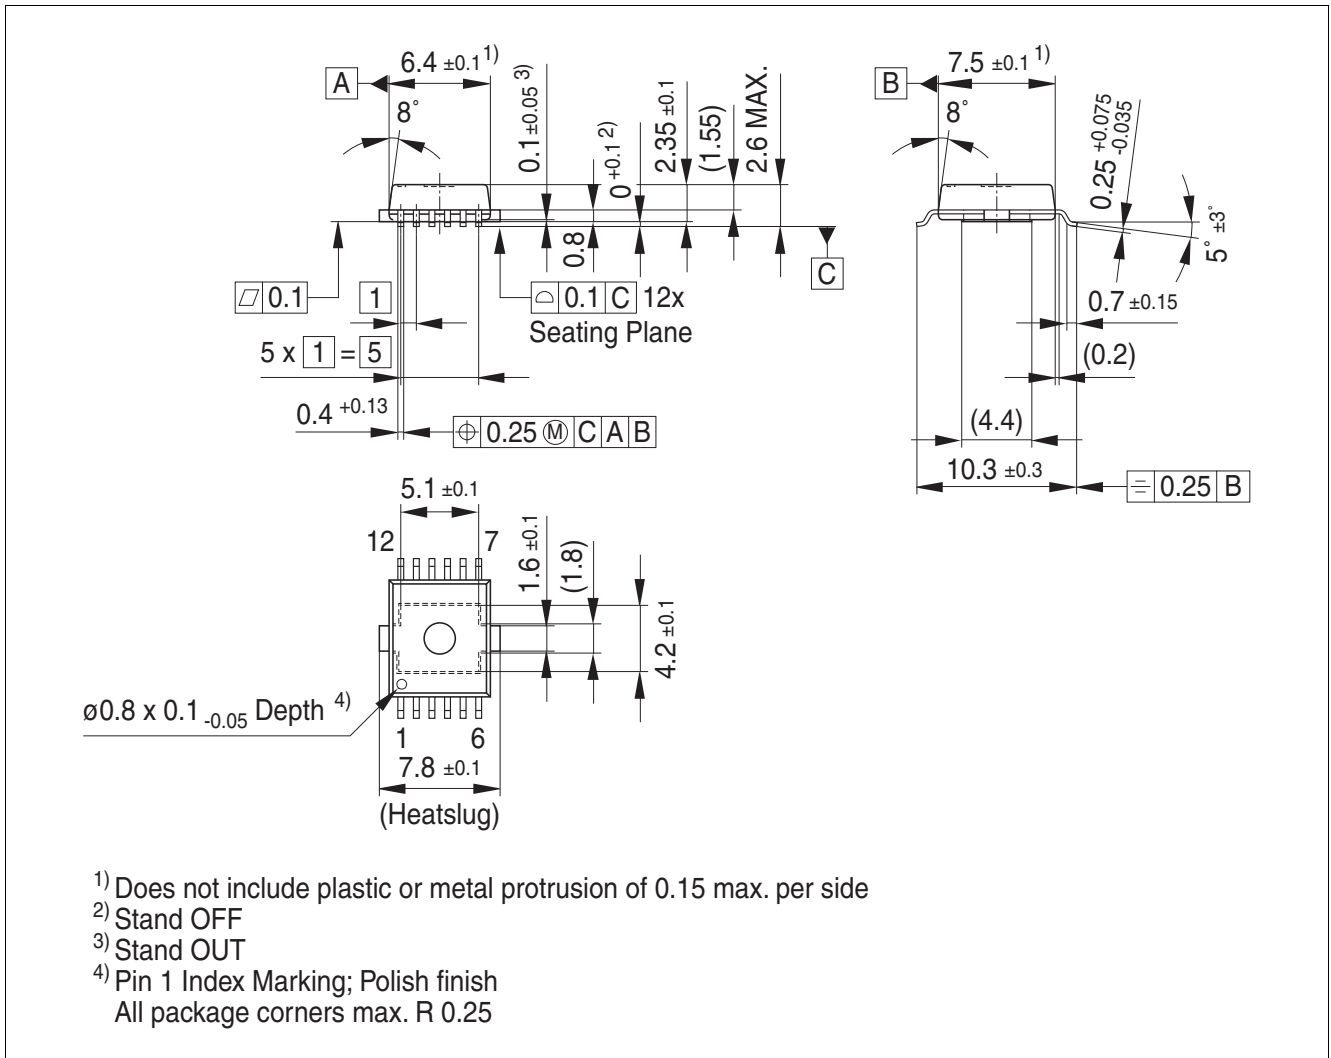 6.4 ±0.1 1)
A
8°
0.1±0.05 3)
0 +0.1 2)
0.8
2.35 ±0.1
(1.55)
2.6 MAX.
C
0.1
1
0.1 C 12x
Seating Plane
5 x 1 = 5
0.4 +0.13
0.25 Ⓜ C A B
7.5 ±0.1 1)
B
8°
0.25 +0.075 -0.035
5° ±3°
0.7 ±0.15
(0.2)
(4.4)
10.3 ±0.3
0.25 B
5.1 ±0.1
12 7
1.6 ±0.1
(1.8)
4.2 ±0.1
ø0.8 x 0.1 -0.05 Depth 4)
1 6
7.8 ±0.1
(Heatslug)
1) Does not include plastic or metal protrusion of 0.15 max. per side
2) Stand OFF
3) Stand OUT
4) Pin 1 Index Marking; Polish finish
All package corners max. R 0.25